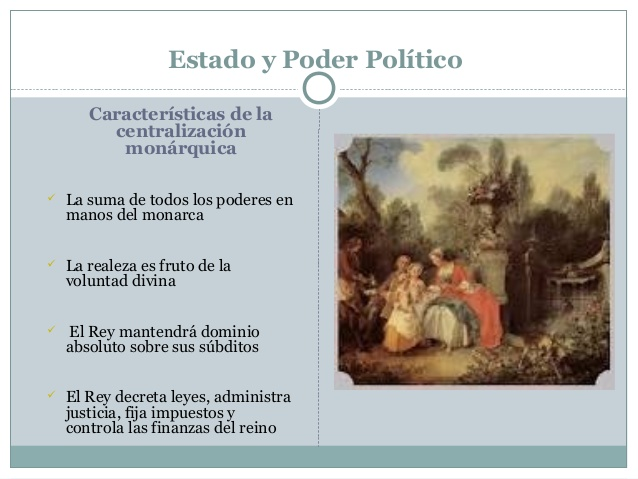 Estado y Poder Político
Características de la
centralización
monárquica
La suma de todos los poderes en
manos del monarca
La realeza es fruto de la
voluntad divina
El Rey mantendrá dominio
absoluto sobre sus súbditos
El Rey decreta leyes, administra
justicia, fija impuestos y
controla las finanzas del reino